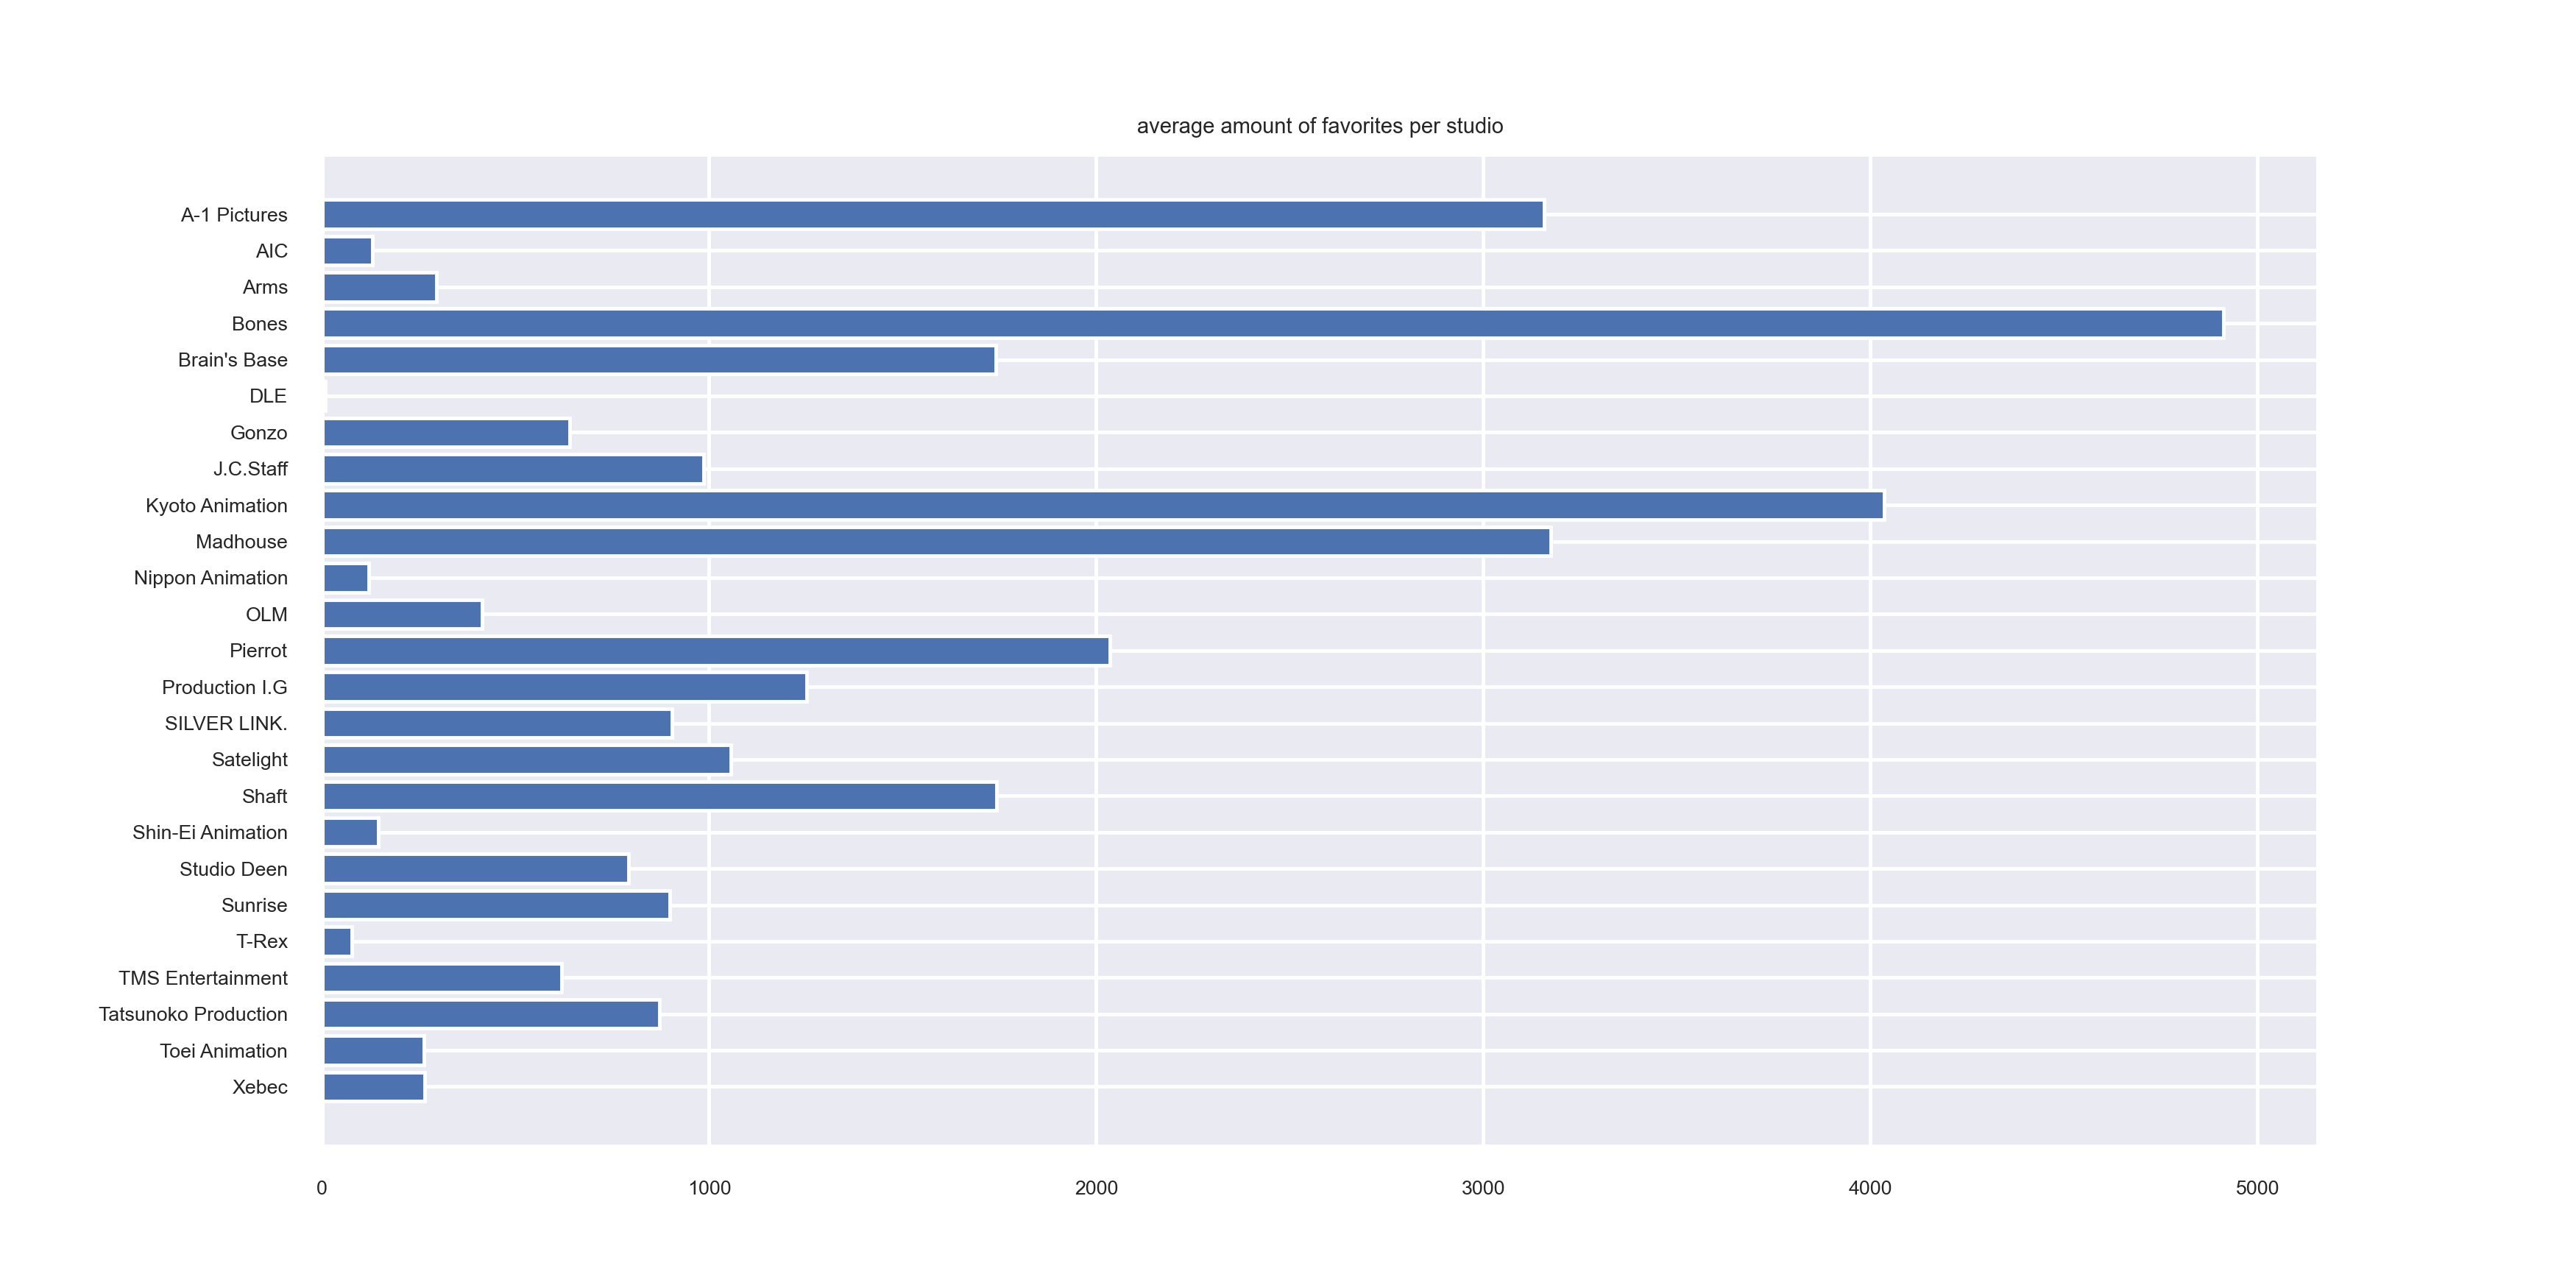 average amount of favorites per studio
A-1 Pictures
AIC
Arms
Bones
Brain's Base
DLE
Gonzo
J.C.Staff
Kyoto Animation
Madhouse
Nippon Animation
OLM
Pierrot
Production I.G
SILVER LINK.
Satelight
Shaft
Shin-Ei Animation
Studio Deen
Sunrise
T-Rex
TMS Entertainment
Tatsunoko Production
Toei Animation
Xebec
0 1000 2000 3000 4000 5000